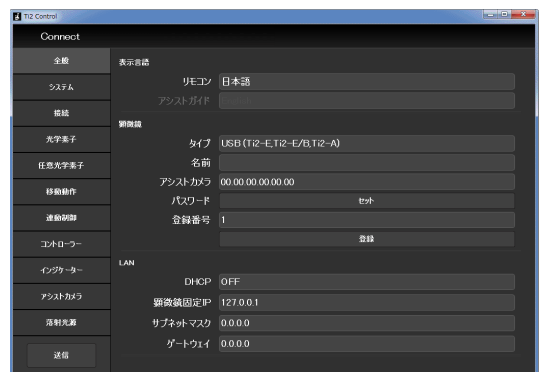 Ti2 Control
Connect
全般
システム
接続
光学素子
任意光学素子
移動動作
連動制御
コントローラー
インジケーター
アシストカメラ
落射光源
送信
表示言語
リモコン 日本語
アシストガイド
顕微鏡
タイプ USB(Ti2-E,Ti2-E/B,Ti2-A)
名前
アシストカメラ 00.00.00.00.00.00
パスワード セット
登録番号 1
登録
LAN
DHCP OFF
顕微鏡固定IP 127.0.0.1
サブネットマスク 0.0.0.0
ゲートウェイ 0.0.0.0